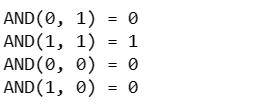 AND(0, 1) = 0
AND(1, 1) = 1
AND(0, 0) = 0
AND(1, 0) = 0